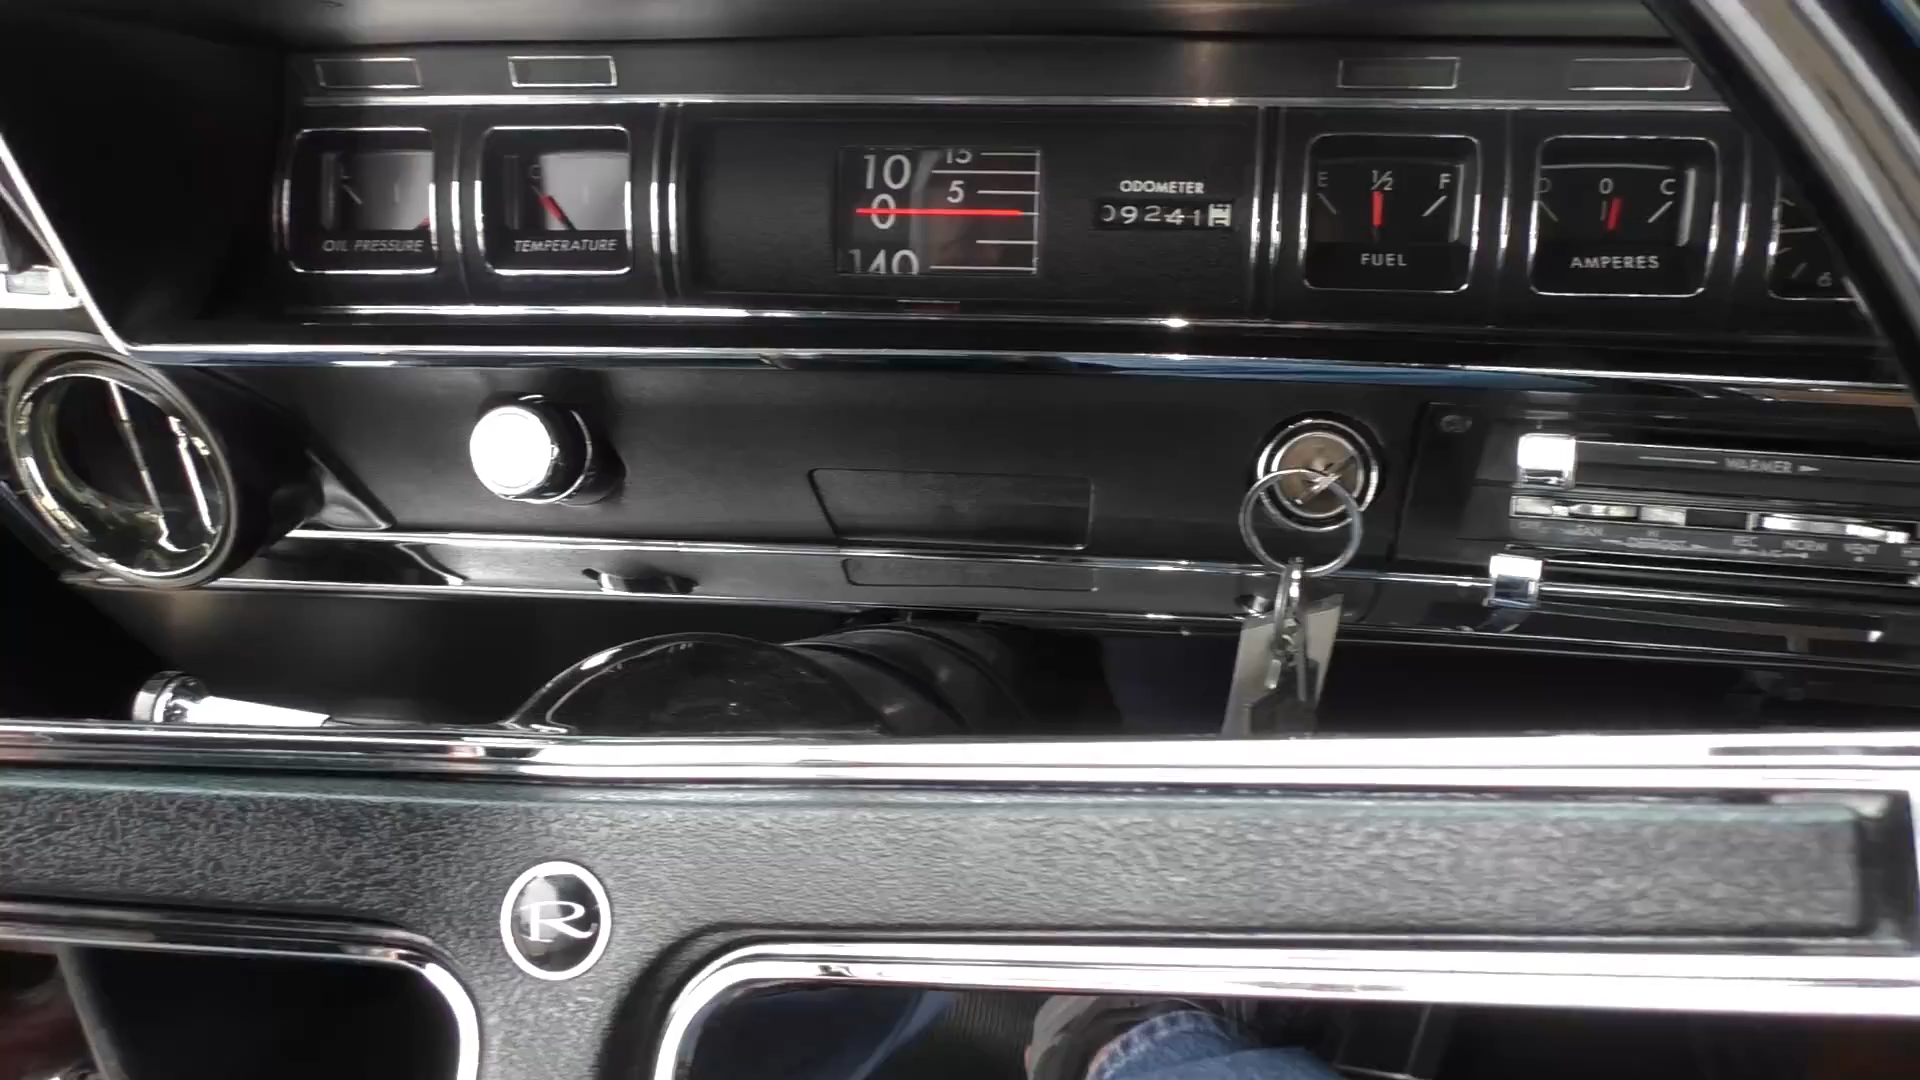 10 15
5
0
140
ODOMETER
09241
E ½ F
0 C
OIL PRESSURE
TEMPERATURE
FUEL
AMPERES
6
WARMER
REC NORM VENT
R